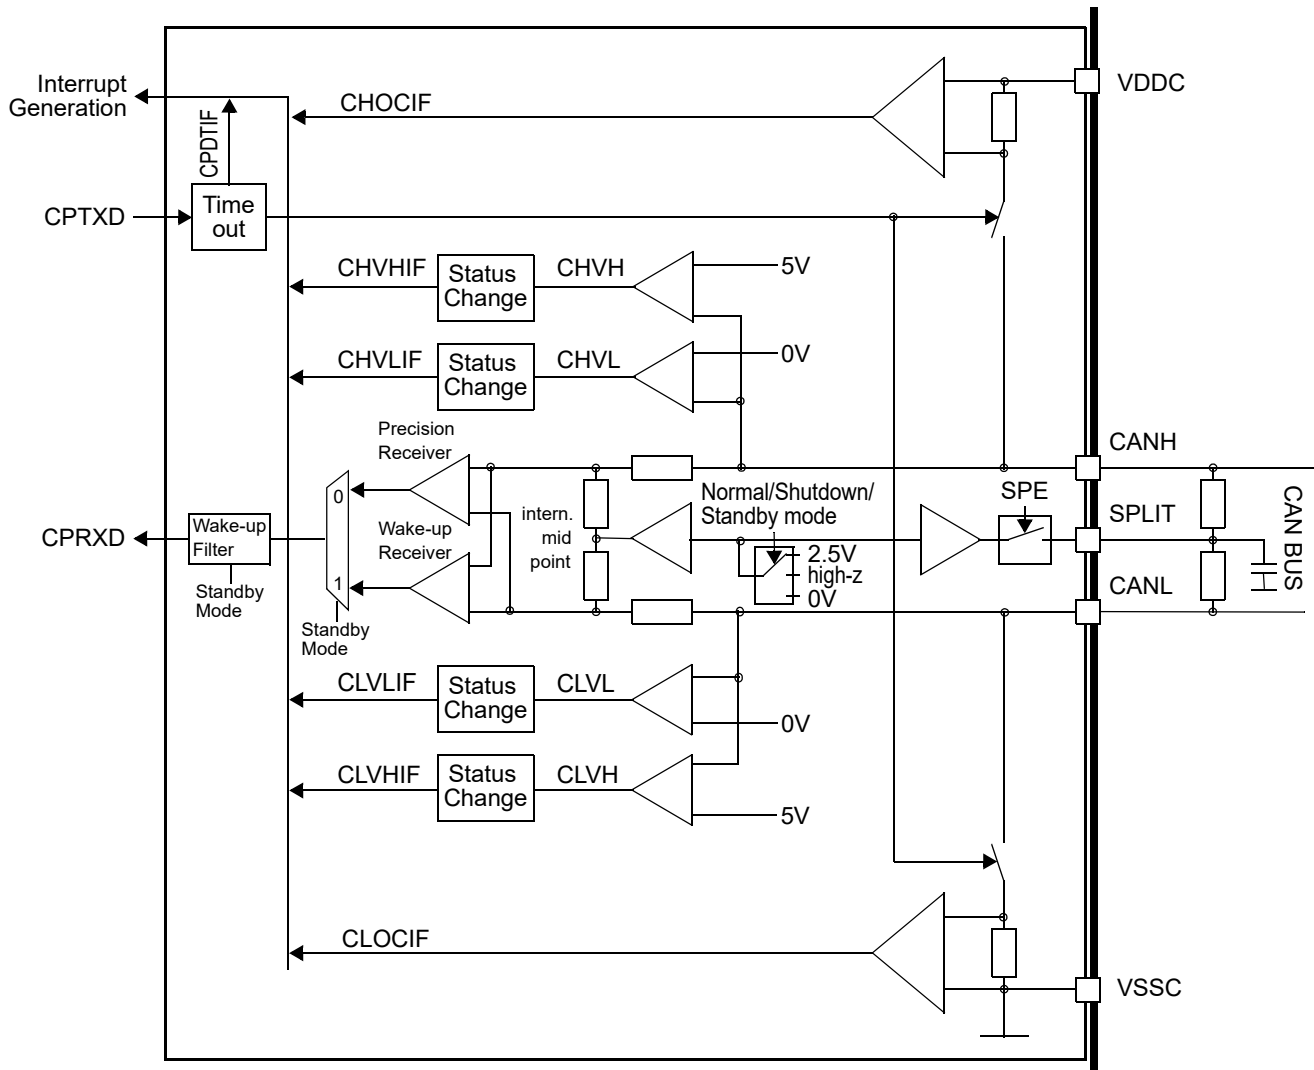 Interrupt
Generation
CPDTIF
CHOCIF
VDDC
CPTXD
Time
out
CHVHIF
Status
Change
CHVH
5V
CHVLIF
Status
Change
CHVL
0V
Precision
Receiver
CANH
0
Normal/Shutdown/
Standby mode
SPE
intern.
mid
point
SPLIT
CPRXD
Wake-up
Filter
Wake-up
Receiver
2.5V
high-z
0V
CAN BUS
1
CANL
Standby
Mode
Standby
Mode
CLVLIF
Status
Change
CLVL
0V
CLVHIF
Status
Change
CLVH
5V
CLOCIF
VSSC